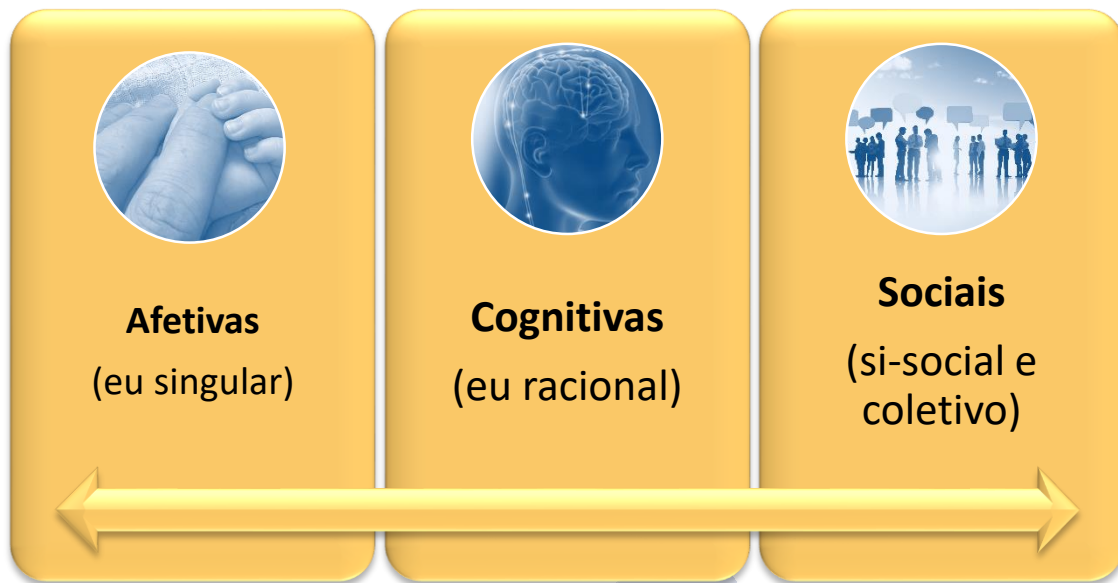 Afetivas
(eu singular)
Cognitivas
(eu racional)
Sociais
(si-social e
coletivo)